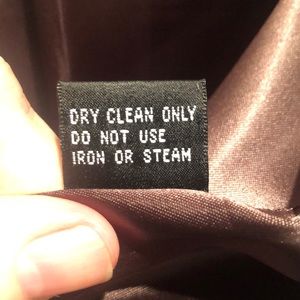 DRY CLEAN ONLY
DO NOT USE
IRON OR STEAM